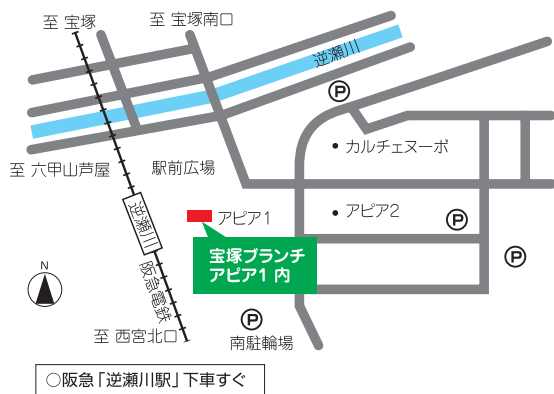 至 宝塚
至 宝塚南口
逆瀬川
P
カルチェヌーボ
至 六甲山芦屋
駅前広場
アピア1
アピア2
P
逆瀬川
宝塚ブランチ
アピア1 内
P
N
阪急電鉄
P
至 西宮北口
南駐輪場
○阪急「逆瀬川駅」下車すぐ